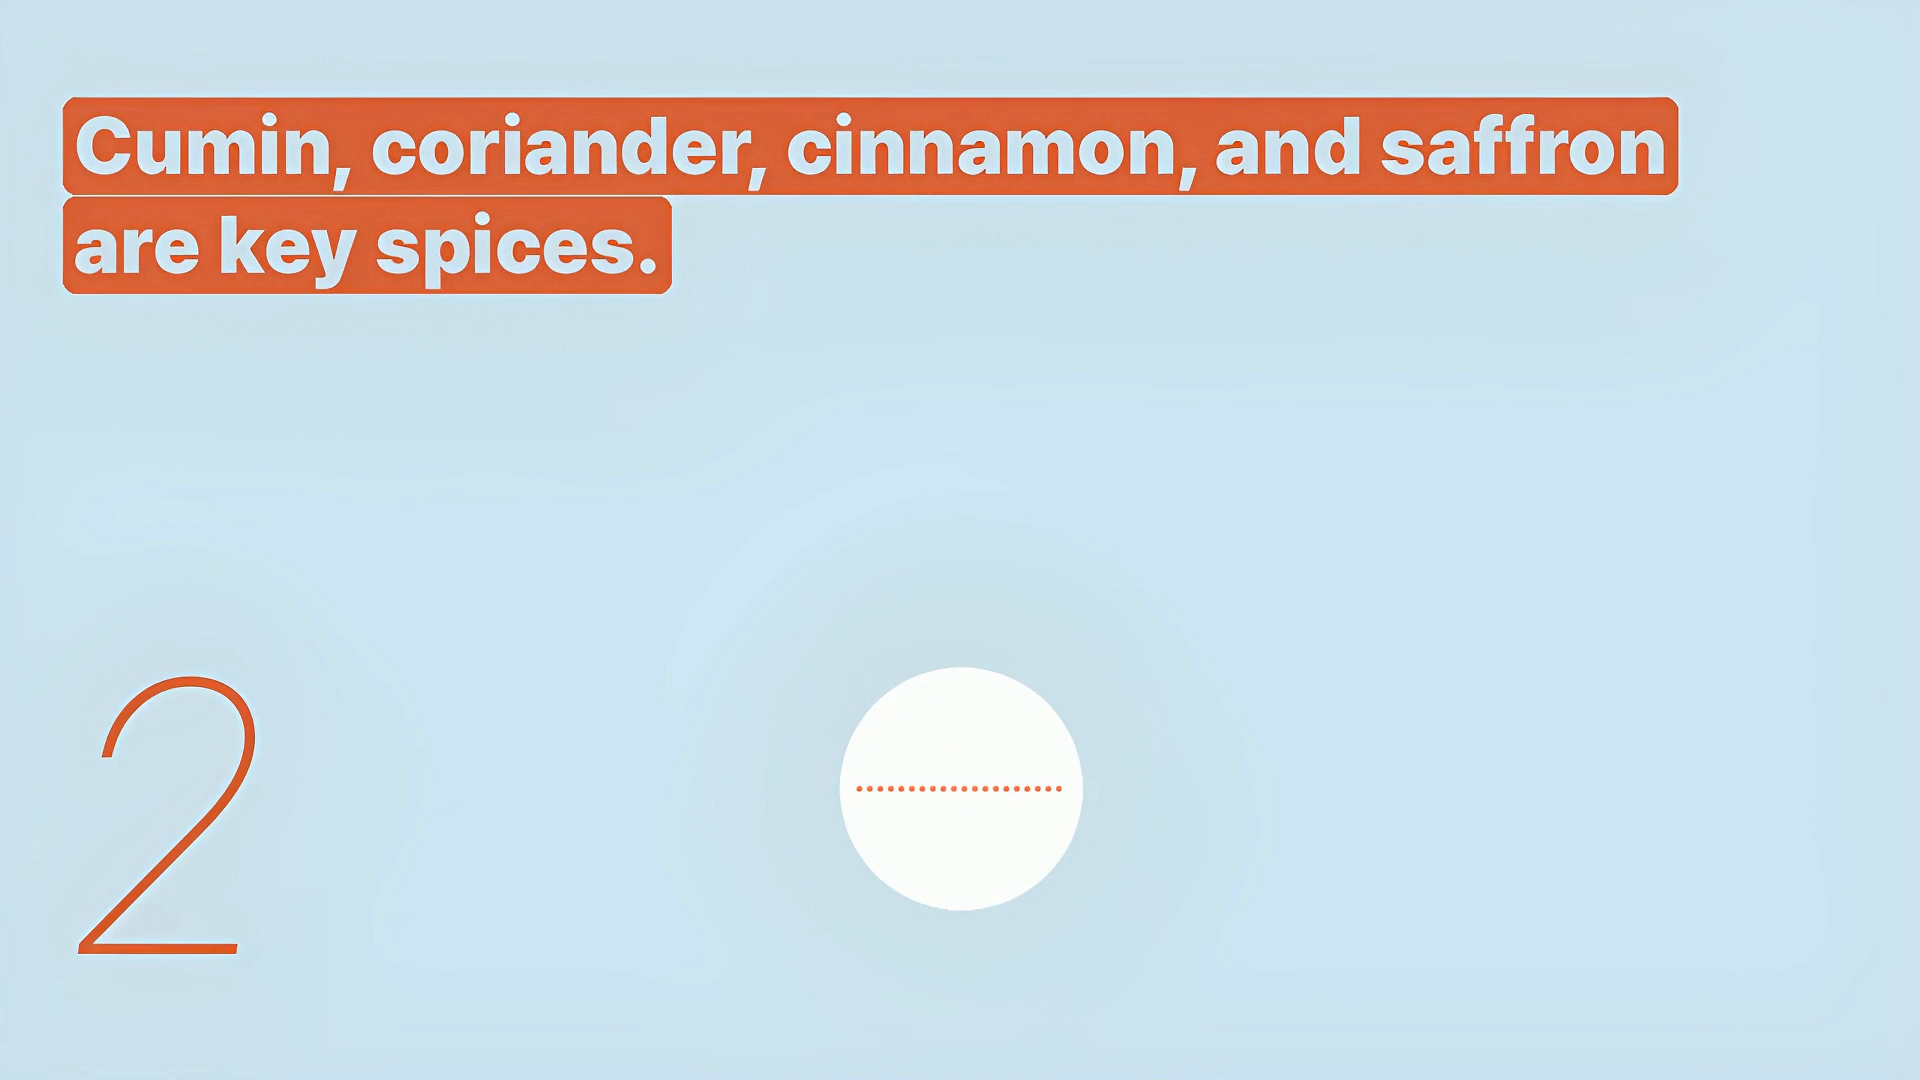 Cumin, coriander, cinnamon, and saffron
are key spices.
2